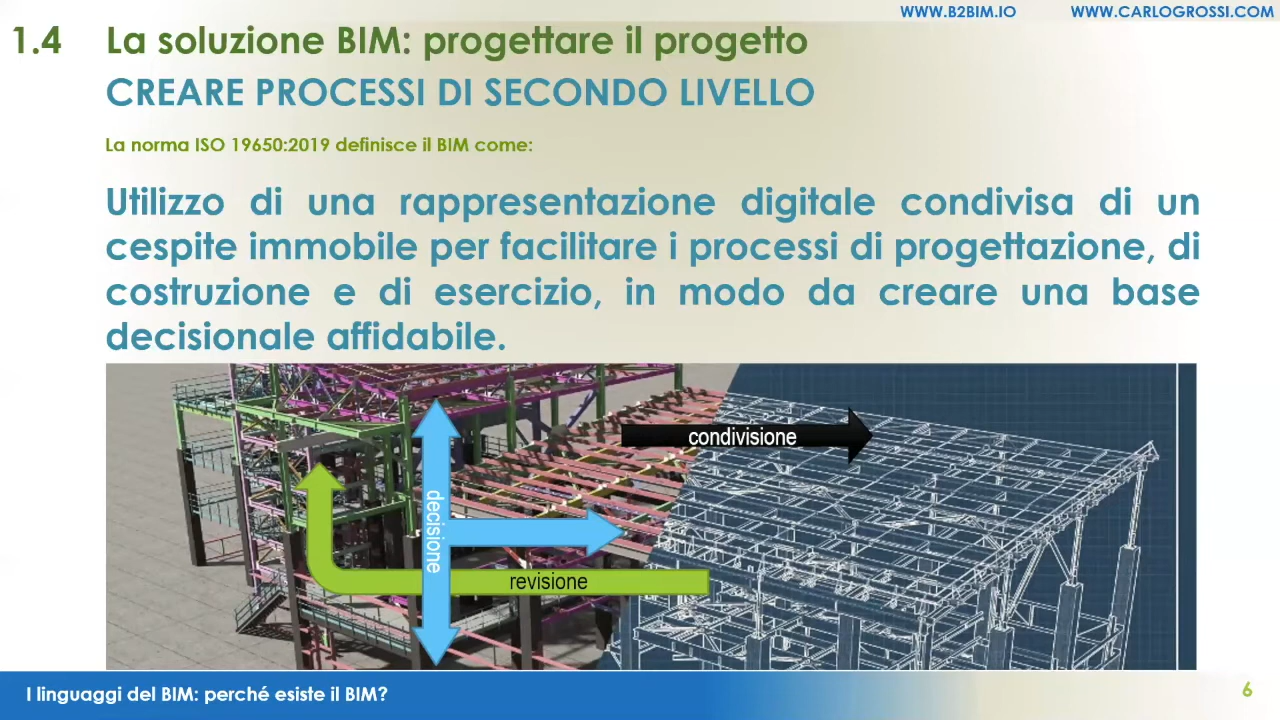 WWW.B2BIM.IO WWW.CARLOGROSSI.COM
1.4 La soluzione BIM: progettare il progetto
CREARE PROCESSI DI SECONDO LIVELLO
La norma ISO 19650:2019 definisce il BIM come:
Utilizzo di una rappresentazione digitale condivisa di un
cespite immobile per facilitare i processi di progettazione, di
costruzione e di esercizio, in modo da creare una base
decisionale affidabile.
condivisione
decisione
revisione
I linguaggi del BIM: perché esiste il BIM?
6